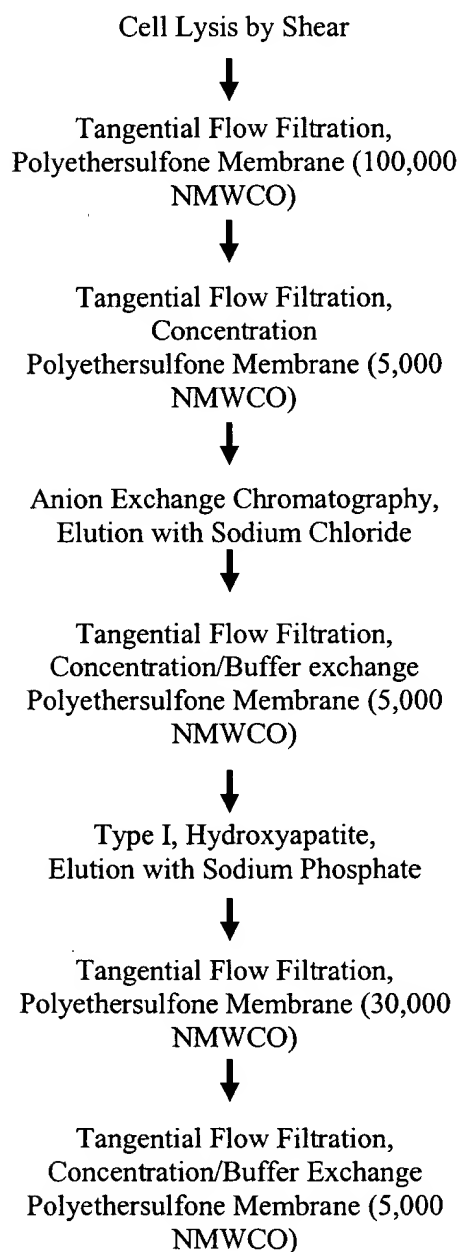 Cell Lysis by Shear
Tangential Flow Filtration,
Polyethersulfone Membrane (100,000
NMWCO)
Tangential Flow Filtration,
Concentration
Polyethersulfone Membrane (5,000
NMWCO)
Anion Exchange Chromatography,
Elution with Sodium Chloride
Tangential Flow Filtration,
Concentration/Buffer exchange
Polyethersulfone Membrane (5,000
NMWCO)
Type I, Hydroxyapatite,
Elution with Sodium Phosphate
Tangential Flow Filtration,
Polyethersulfone Membrane (30,000
NMWCO)
Tangential Flow Filtration,
Concentration/Buffer Exchange
Polyethersulfone Membrane (5,000
NMWCO)